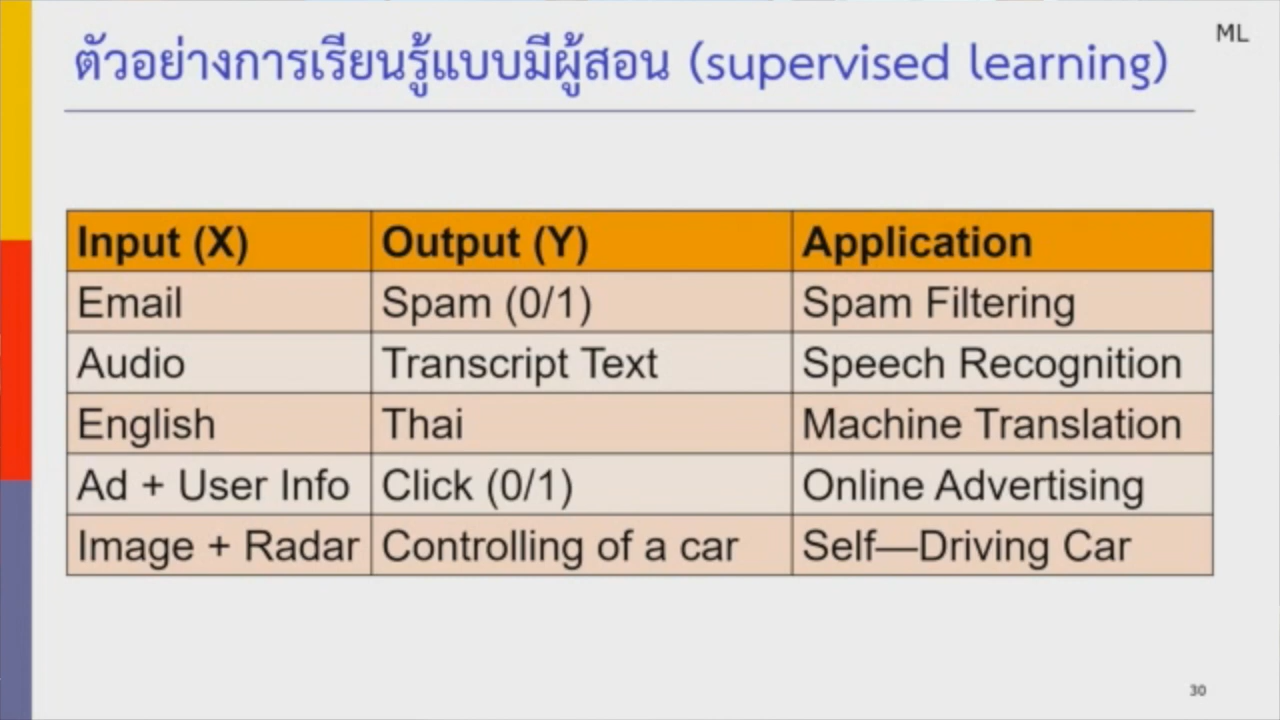 ML
ตัวอย่างการเรียนรู้แบบมีผู้สอน (supervised learning)
Input (X) Output (Y) Application
Email Spam (0/1) Spam Filtering
Audio Transcript Text Speech Recognition
English Thai Machine Translation
Ad + User Info Click (0/1) Online Advertising
Image + Radar Controlling of a car Self—Driving Car
30